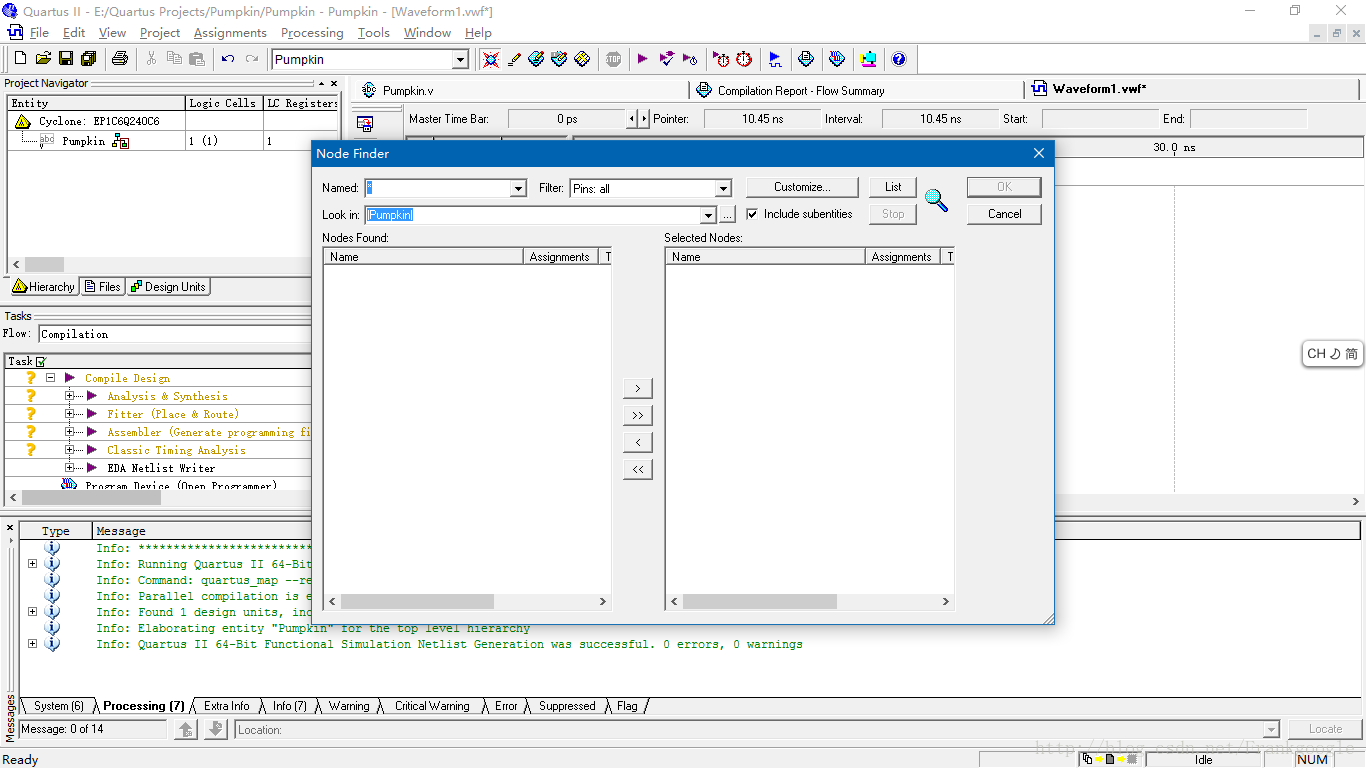 Quartus II - E:/Quartus Projects/Pumpkin/Pumpkin - Pumpkin - [Waveform1.vwf*]
File Edit View Project Assignments Processing Tools Window Help
Pumpkin
STOP
Project Navigator
Entity Logic Cells LC Registers
Cyclone: EP1C6Q240C6
abc Pumpkin 1 (1) 1
Hierarchy Files Design Units
Pumpkin.v
Compilation Report - Flow Summary
Waveform1.vwf*
Master Time Bar: 0 ps Pointer: 10.45 ns Interval: 10.45 ns Start: End:
30.0 ns
Tasks
Flow: Compilation
Task
Compile Design
Analysis & Synthesis
Fitter (Place & Route)
Assembler (Generate programming fi
Classic Timing Analysis
EDA Netlist Writer
Program Device (Open Programmer)
Node Finder
Named: * Filter: Pins: all Customize... List OK
Look in: |Pumpkin| ... Include subentities Stop Cancel
Nodes Found: Selected Nodes:
Name Assignments T Name Assignments T
>
>>
<
<<
CH 简
Type Message
Info: *************************
Info: Running Quartus II 64-Bit
Info: Command: quartus_map --re
Info: Parallel compilation is e
Info: Found 1 design units, inc
Info: Elaborating entity "Pumpkin" for the top level hierarchy
Info: Quartus II 64-Bit Functional Simulation Netlist Generation was successful. 0 errors, 0 warnings
Messages
System (6) Processing (7) Extra Info Info (7) Warning Critical Warning Error Suppressed Flag
Message: 0 of 14 Location: Locate
http://blog.csdn.net/Frankgoogle
Ready Idle NUM